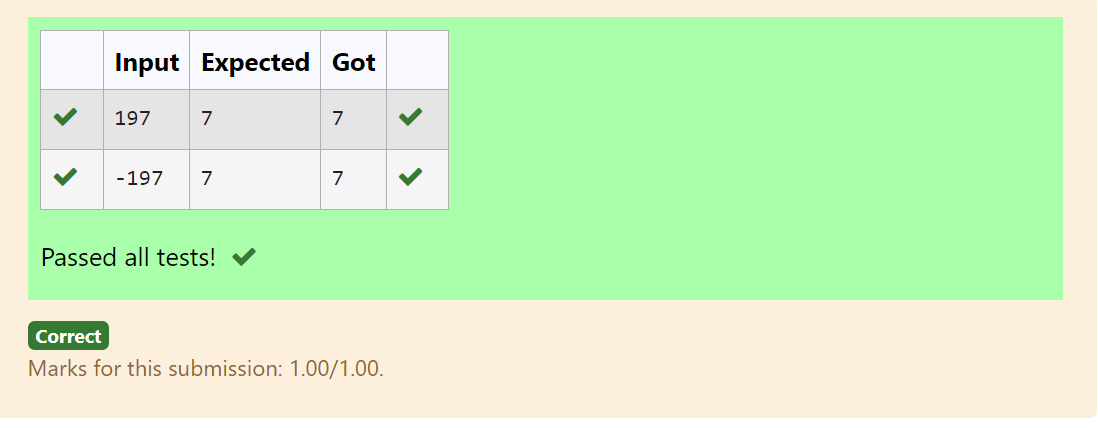 Input Expected Got
197 7 7
-197 7 7
Passed all tests!
Correct
Marks for this submission: 1.00/1.00.